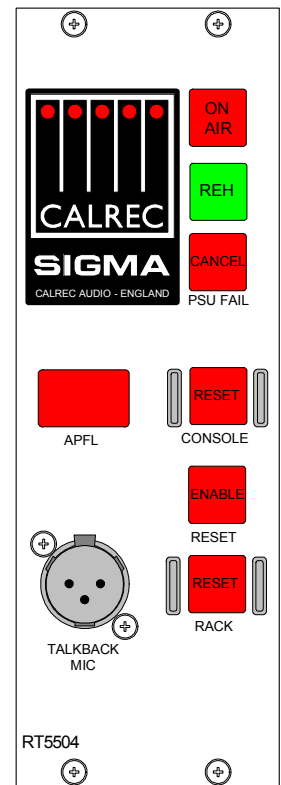 ON
AIR
REH
CANCEL
PSU FAIL
CALREC
SIGMA
CALREC AUDIO - ENGLAND
APFL
RESET
CONSOLE
ENABLE
RESET
RESET
RACK
TALKBACK
MIC
RT5504